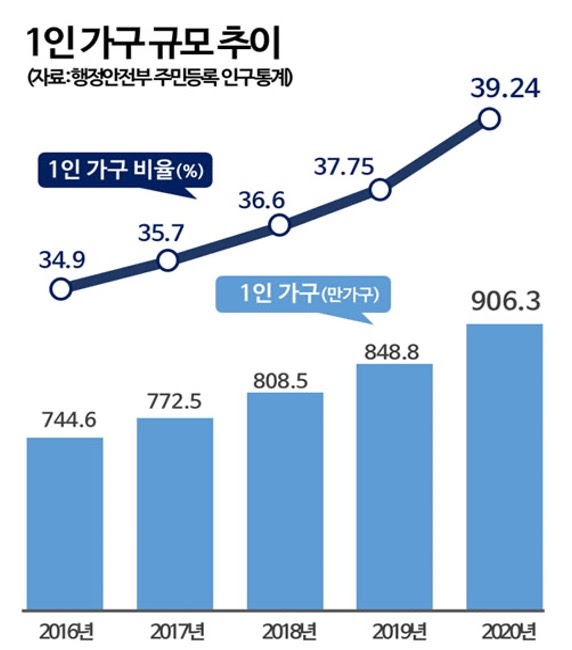 1인 가구 규모 추이
(자료:행정안전부 주민등록 인구통계)
39.24
1인 가구 비율(%)
37.75
36.6
35.7
34.9
1인 가구(만가구)
906.3
848.8
808.5
772.5
744.6
2016년 2017년 2018년 2019년 2020년